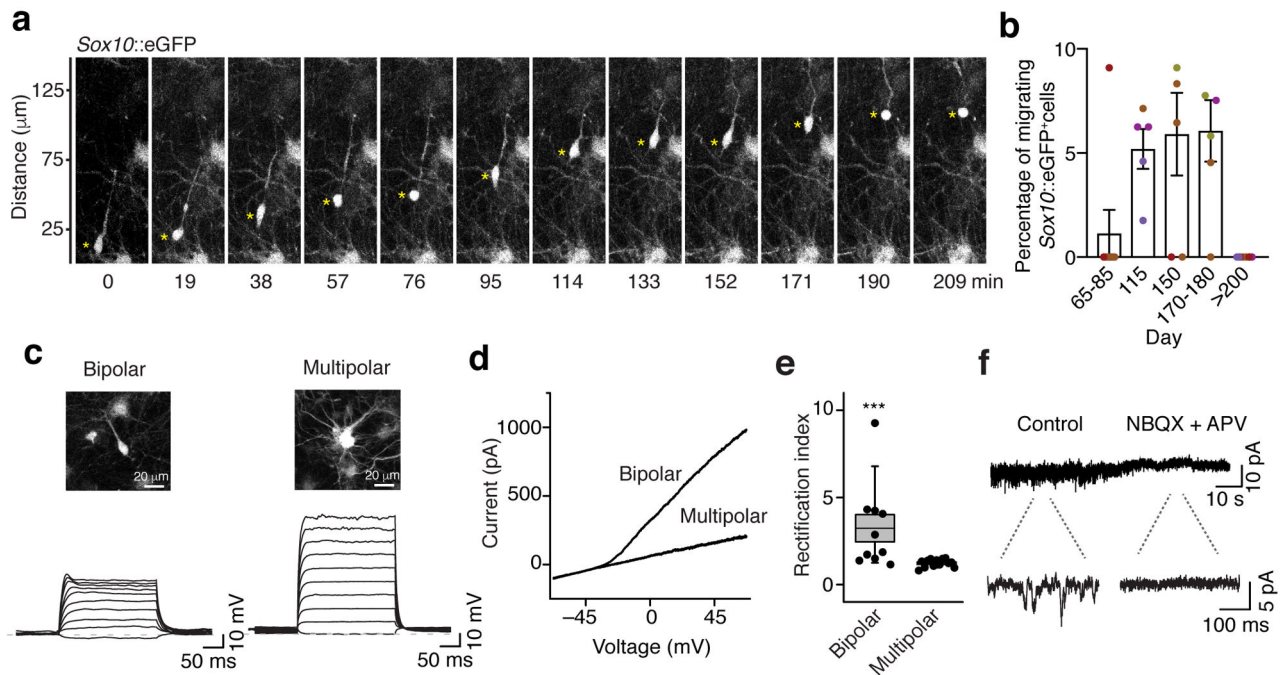 a
Sox10::eGFP
Distance (µm)
125
75
25
*
*
*
*
*
*
*
*
*
*
*
*
0 19 38 57 76 95 114 133 152 171 190 209 min
b
Percentage of migrating
Sox10::eGFP+cells
10
5
0
65-85 115 150 170-180 >200
Day
c
Bipolar
Multipolar
20 µm
20 µm
10 mV
50 ms
10 mV
50 ms
d
Current (pA)
1000
500
0
Bipolar
Multipolar
–45 0 45
Voltage (mV)
e
Rectification index
10
5
0
***
Bipolar Multipolar
f
Control NBQX + APV
10 pA
10 s
5 pA
100 ms